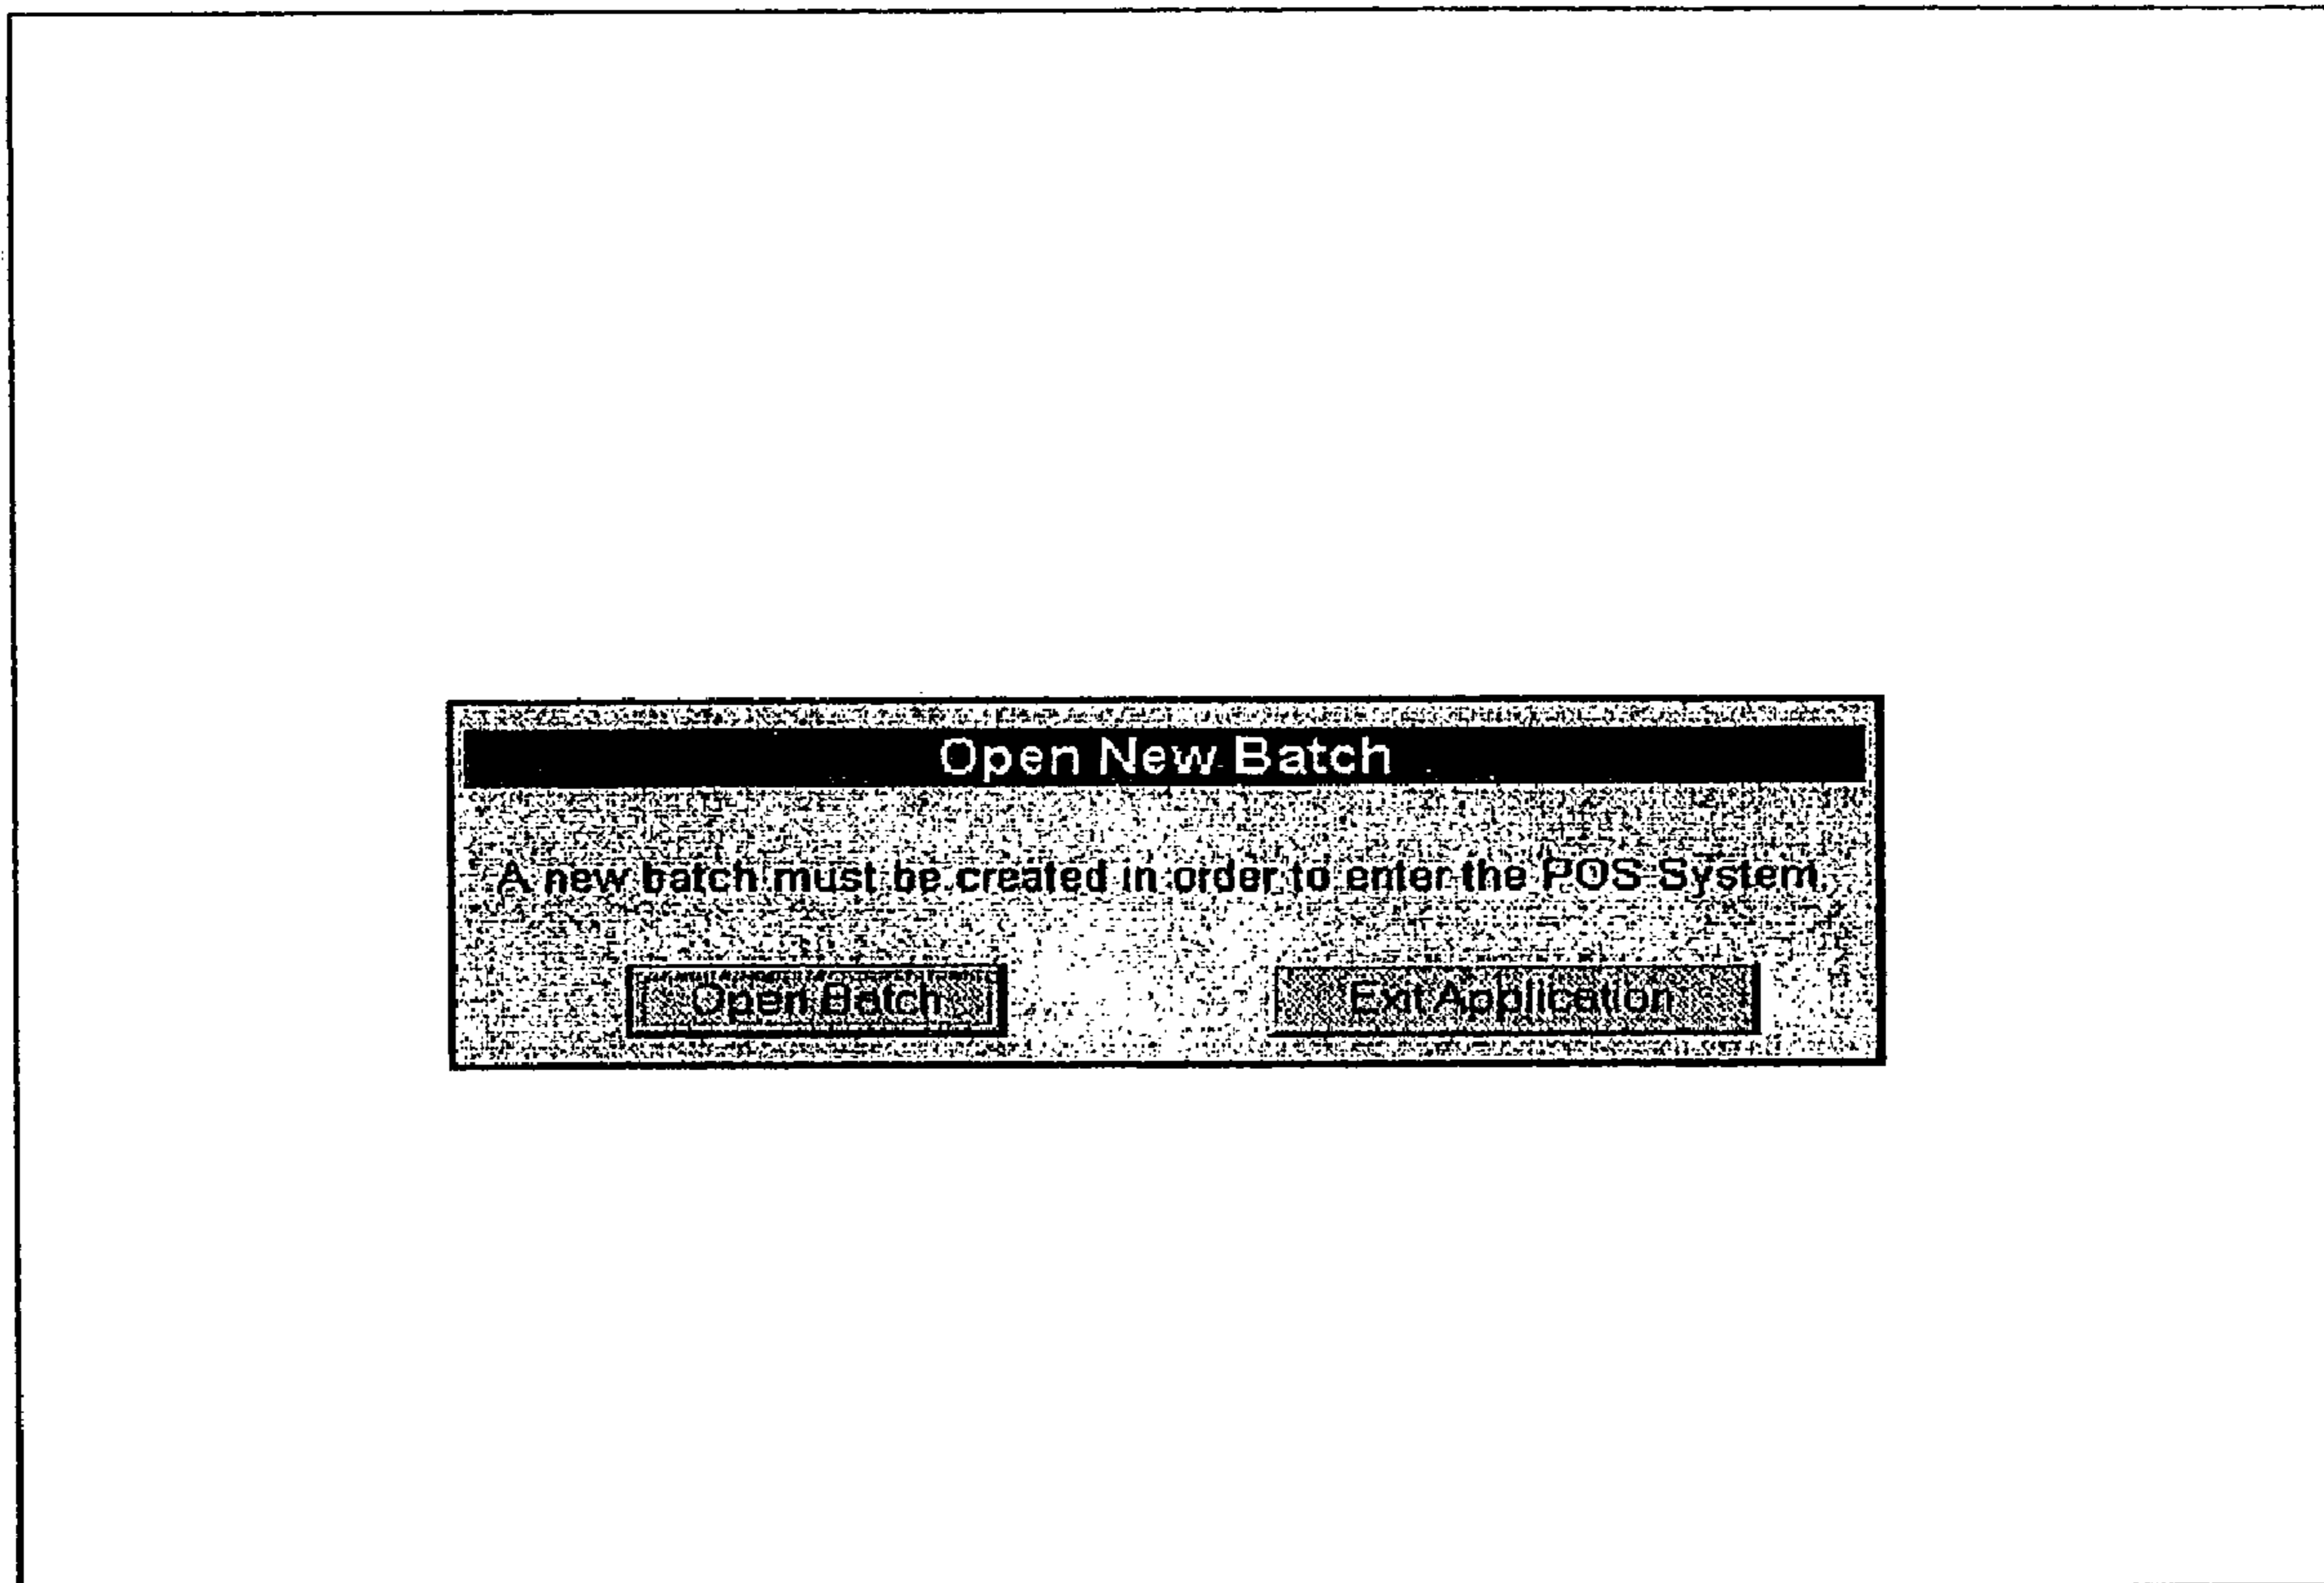 Open New Batch
A new batch must be created in order to enter the POS System.
Open Batch
Exit Application